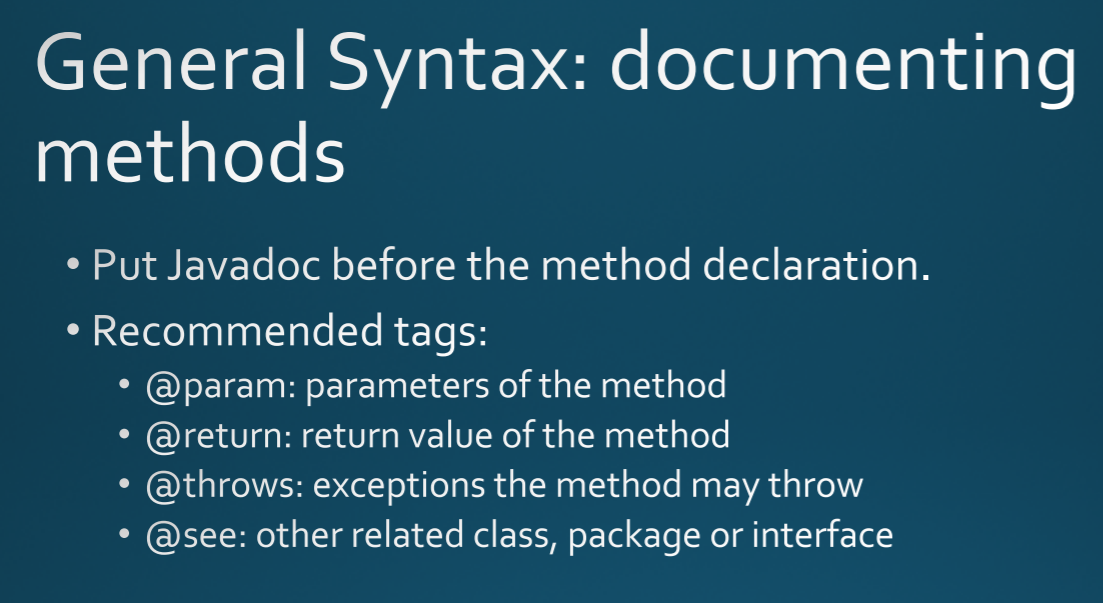 General Syntax: documenting
methods
• Put Javadoc before the method declaration.
• Recommended tags:
• @param: parameters of the method
• @return: return value of the method
• @throws: exceptions the method may throw
• @see: other related class, package or interface